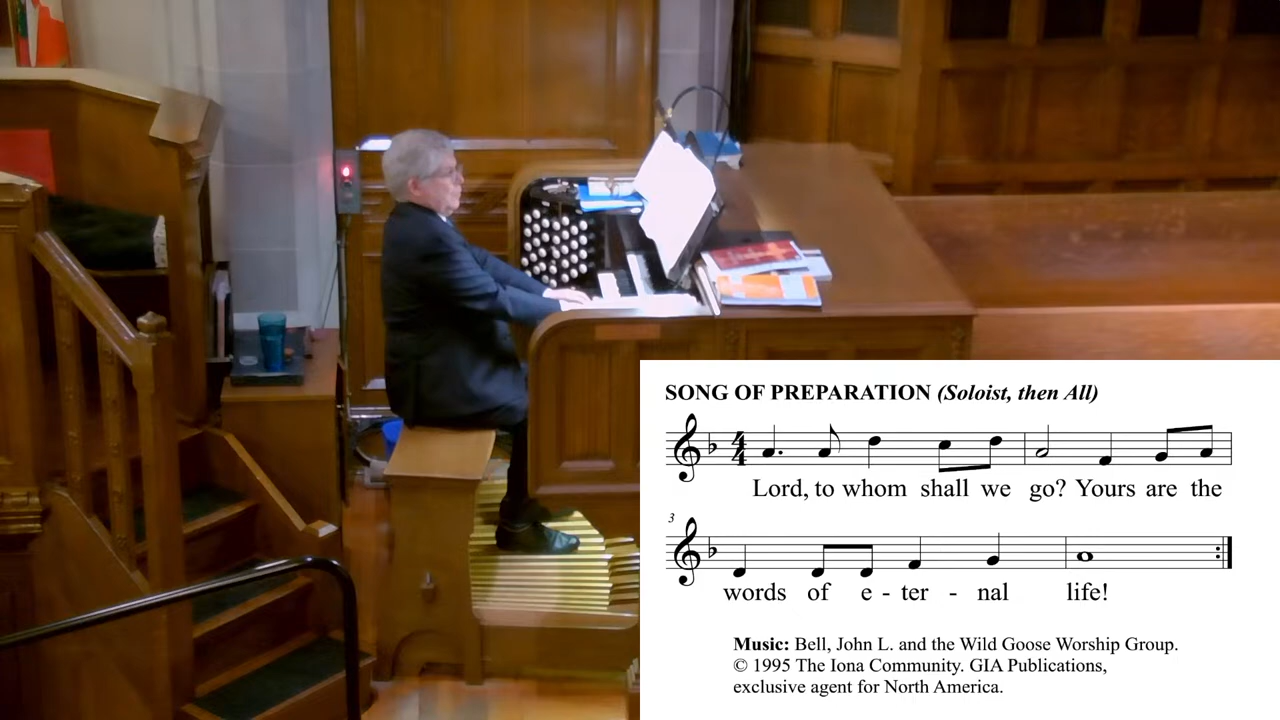 SONG OF PREPARATION (Soloist, then All)
Lord, to whom shall we go? Yours are the
3
words of e - ter - nal life!
Music: Bell, John L. and the Wild Goose Worship Group.
© 1995 The Iona Community. GIA Publications,
exclusive agent for North America.